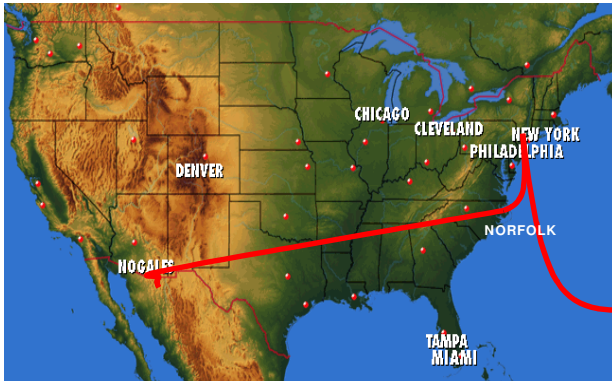 CHICAGO
CLEVELAND
NEW YORK
PHILADELPHIA
DENVER
NORFOLK
NOGALES
TAMPA
MIAMI